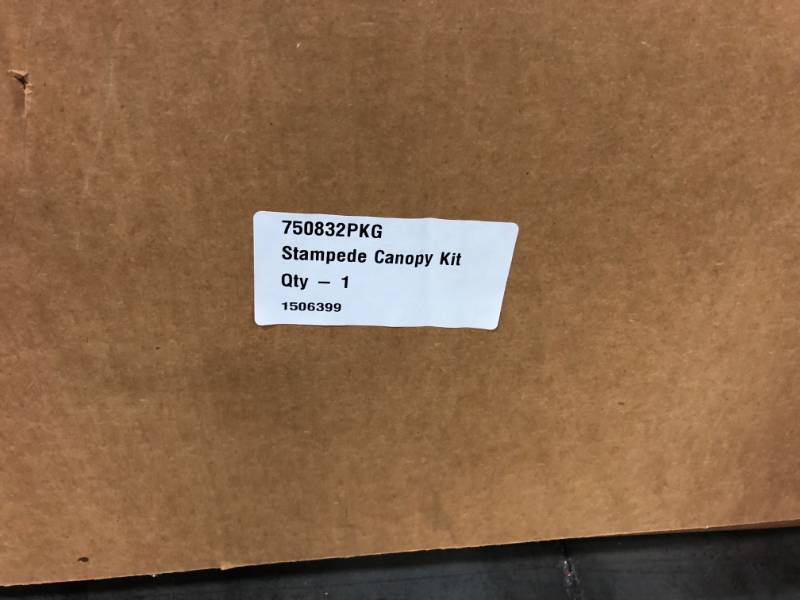 750832PKG
Stampede Canopy Kit
Qty – 1
1506399